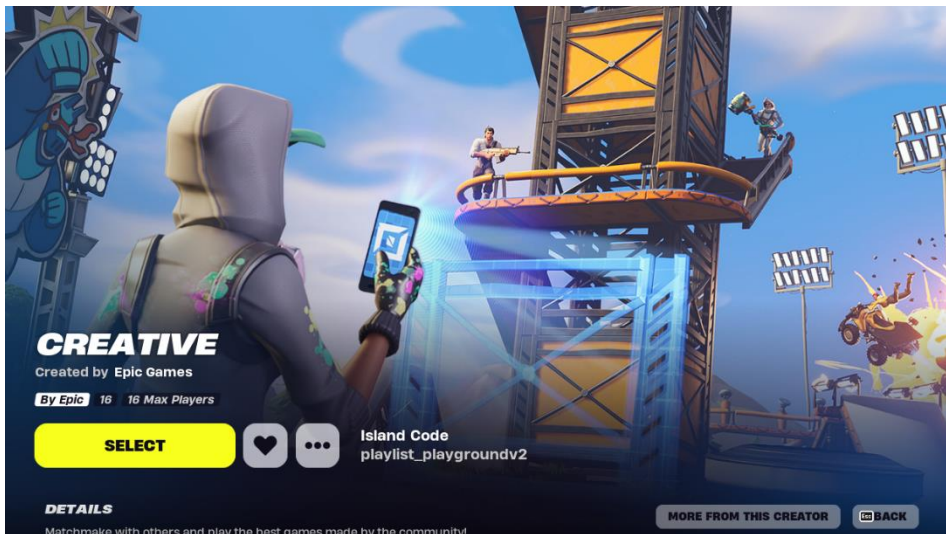 CREATIVE
Created by Epic Games
By Epic 16 16 Max Players
SELECT
Island Code
playlist_playgroundv2
DETAILS
Matchmake with others and play the best games made by the community!
MORE FROM THIS CREATOR
Esc BACK